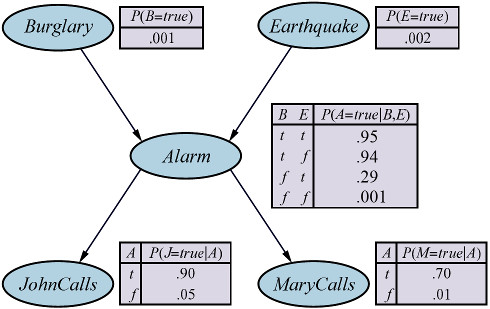 Burglary
P(B=true)
.001
Earthquake
P(E=true)
.002
Alarm
B E P(A=true|B,E)
t t .95
t f .94
f t .29
f f .001
JohnCalls
A P(J=true|A)
t .90
f .05
MaryCalls
A P(M=true|A)
t .70
f .01